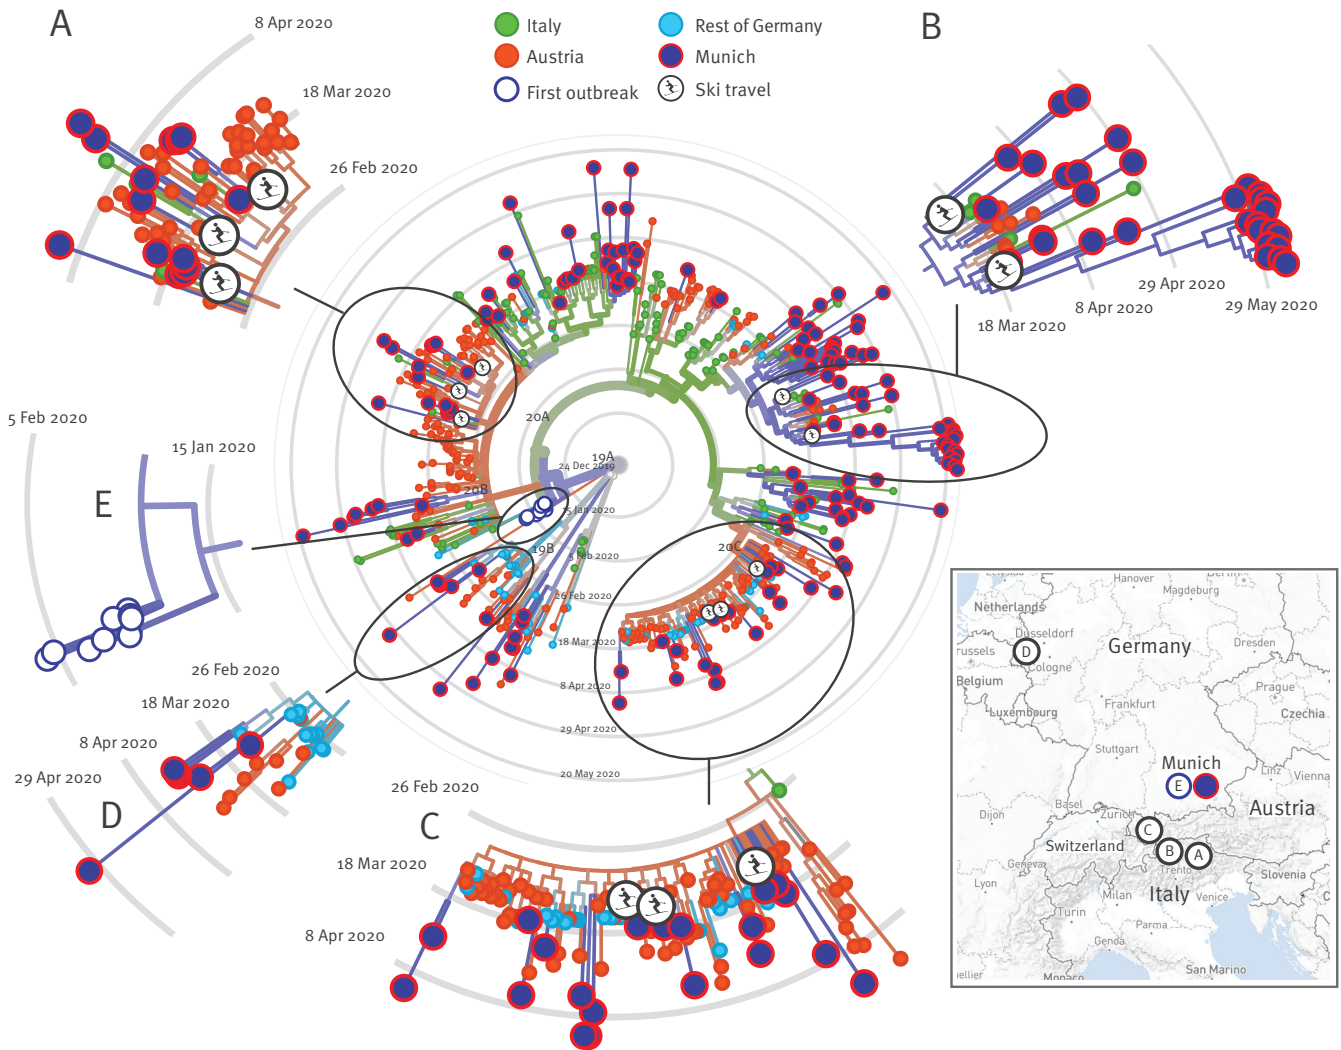 A
8 Apr 2020
18 Mar 2020
26 Feb 2020
Italy
Austria
First outbreak
Rest of Germany
Munich
Ski travel
B
18 Mar 2020
8 Apr 2020
29 Apr 2020
29 May 2020
5 Feb 2020
15 Jan 2020
E
20A
19A
24 Dec 2019
20B
15 Jan 2020
19B
5 Feb 2020
20C
26 Feb 2020
18 Mar 2020
8 Apr 2020
29 Apr 2020
20 May 2020
26 Feb 2020
18 Mar 2020
8 Apr 2020
29 Apr 2020
D
26 Feb 2020
C
18 Mar 2020
8 Apr 2020
Hanover
Magdeburg
Netherlands
Düsseldorf
Dresden
russels
D
Cologne
Germany
Belgium
Prague
Luxembourg
Frankfurt
Czechia
Stuttgart
Munich
Linz
Vienna
E
Dijon
Basel
Zurich
Austria
C
Switzerland
B
A
Geneva
Trento
Slovenia
Lyon
Milan
Italy
Venice
Turin
Parma
Genoa
San Marino
Monaco